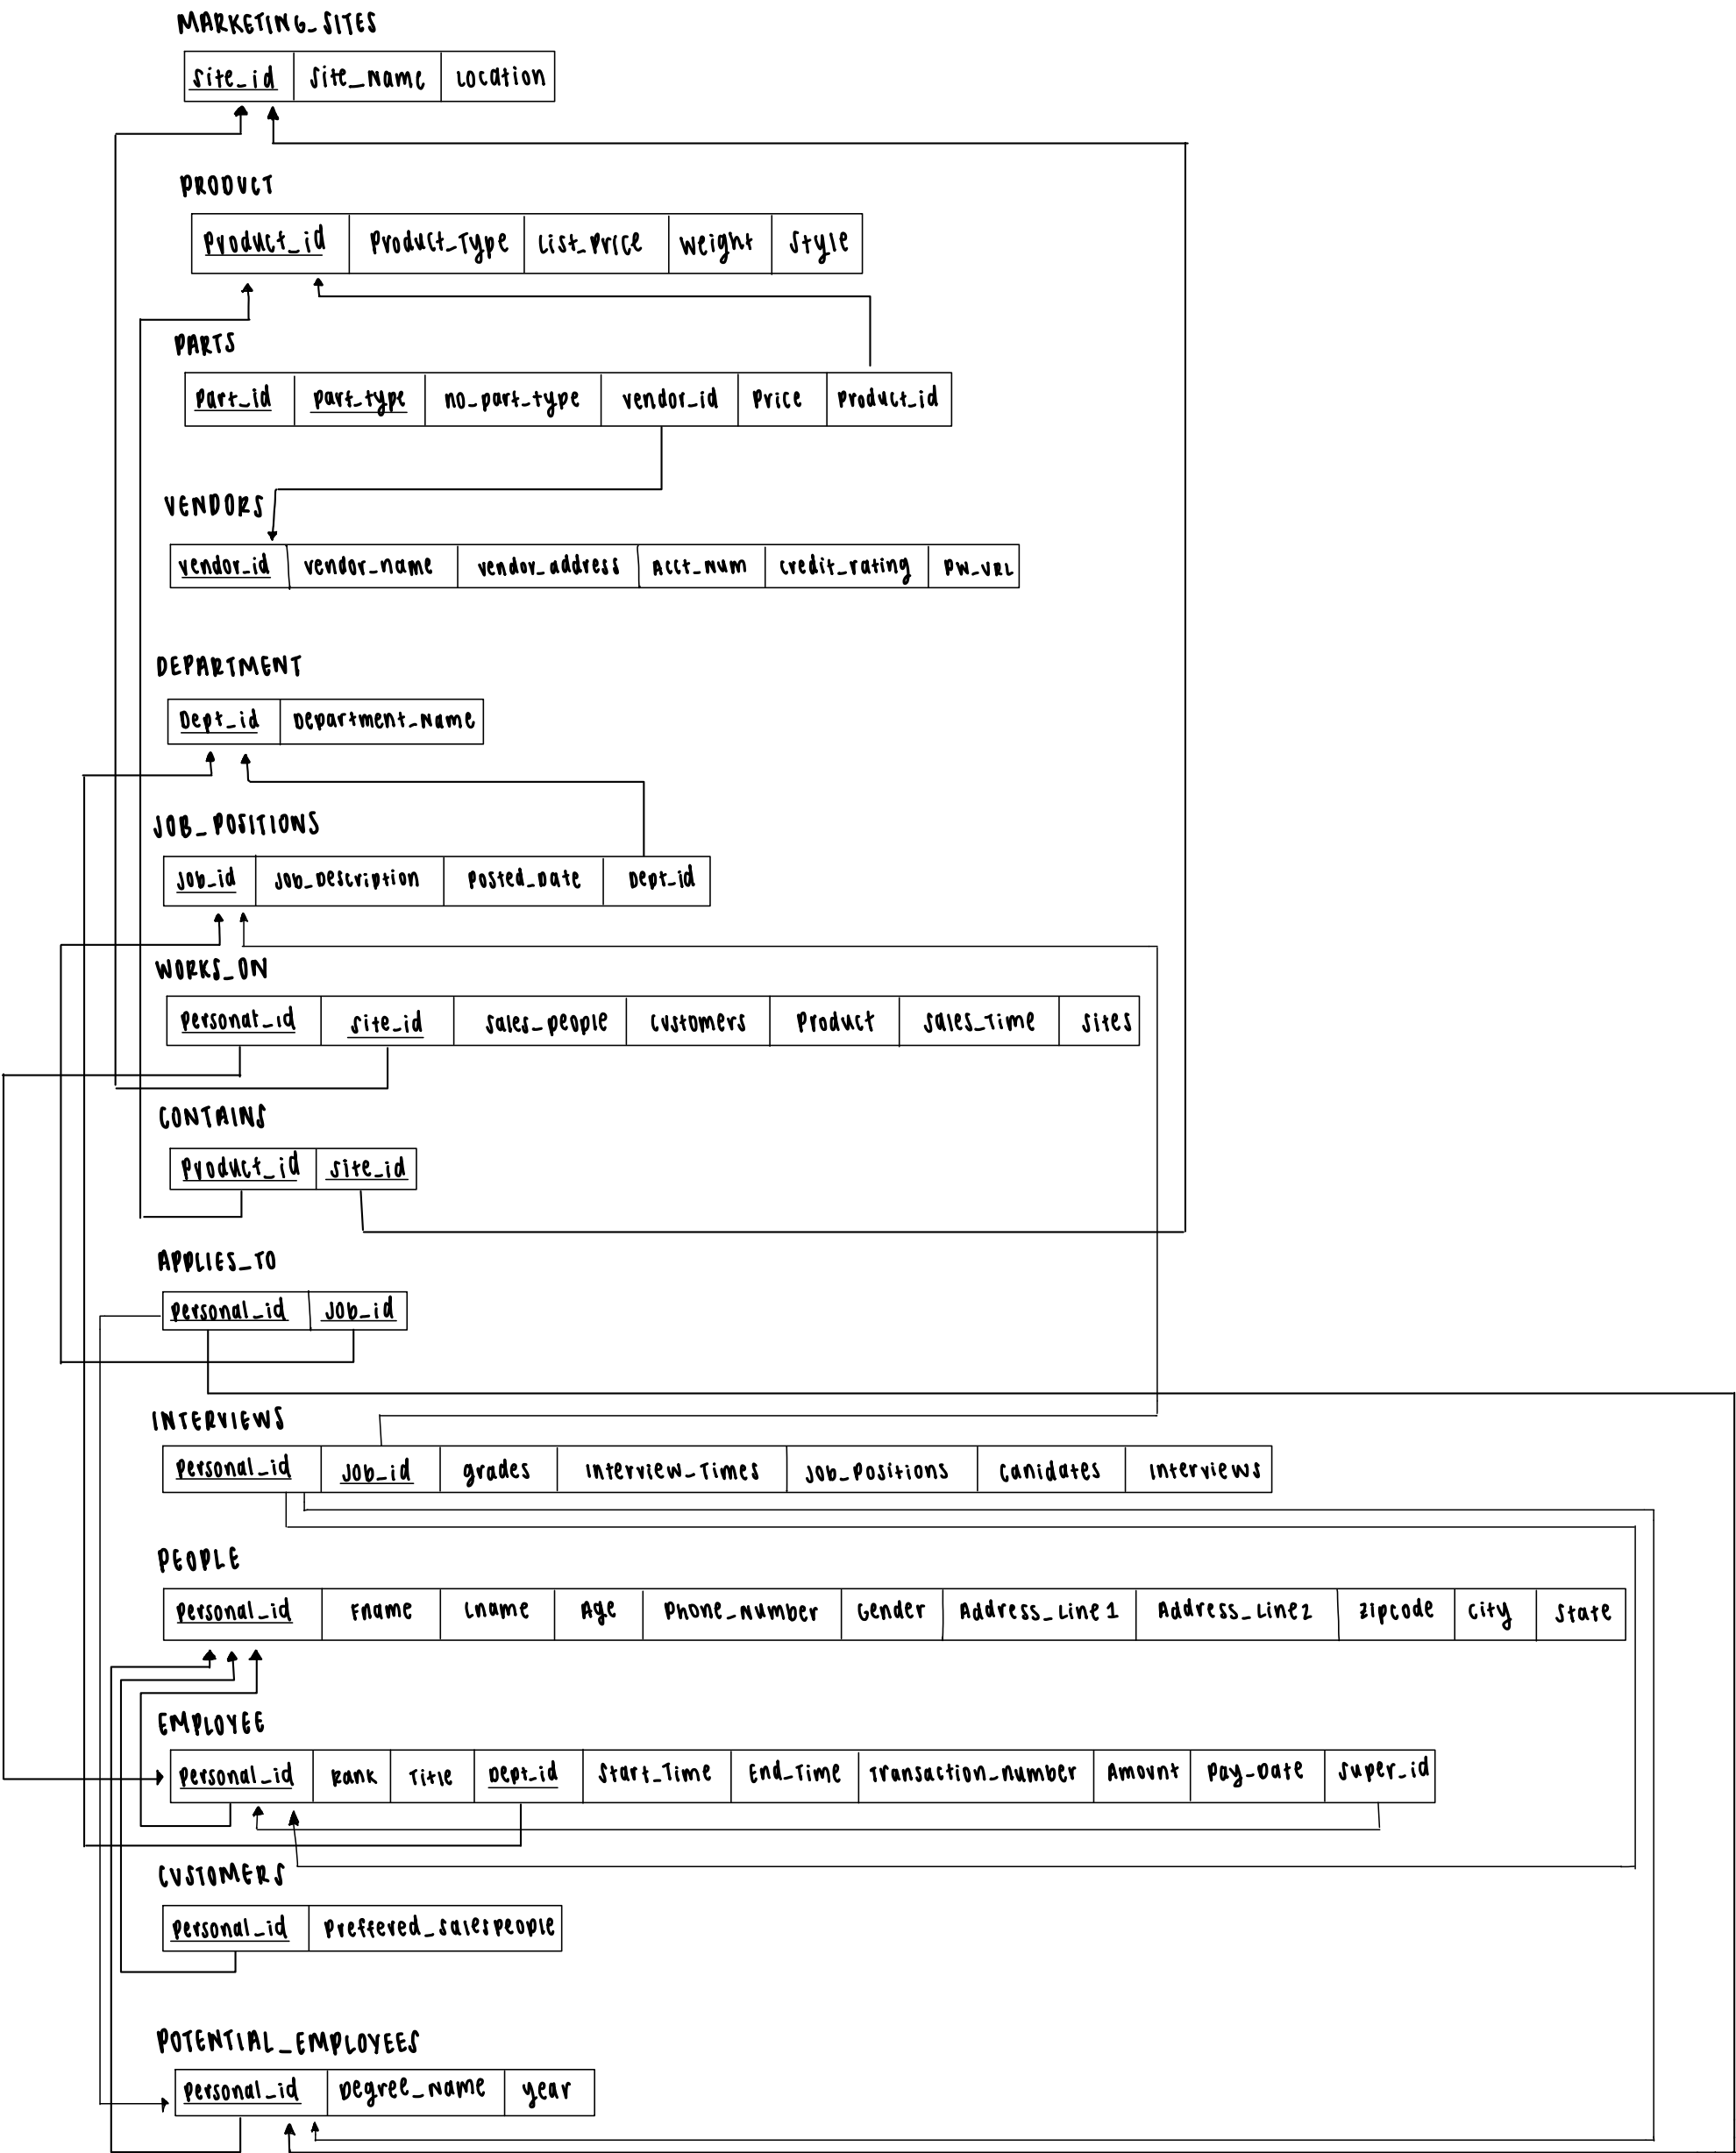 MARKETING_SITES
Site_id Site_Name Location
PRODUCT
Product_id Product_Type List_Price Weight Style
PARTS
Part_id Part_type no_part_type vendor_id Price Product_id
VENDORS
vendor_id vendor_name vendor_address Acct_Num credit_rating PW_URL
DEPARTMENT
Dept_id Department_Name
JOB_POSITIONS
Job_id Job_Description Posted_Date Dept_id
WORKS_ON
Personal_id Site_id Sales_People Customers Product Sales_Time Sites
CONTAINS
Product_id Site_id
APPLIES_TO
Personal_id Job_id
INTERVIEWS
Personal_id Job_id grades Interview_Times Job_Positions Canidates Interviews
PEOPLE
Personal_id Fname Lname Age Phone_Number Gender Address_Line1 Address_Line2 Zipcode City State
EMPLOYEE
Personal_id Rank Title Dept_id Start_Time End_Time Transaction_number Amount Pay_Date Super_id
CUSTOMERS
Personal_id Preffered_salespeople
POTENTIAL_EMPLOYEES
Personal_id Degree_Name Year